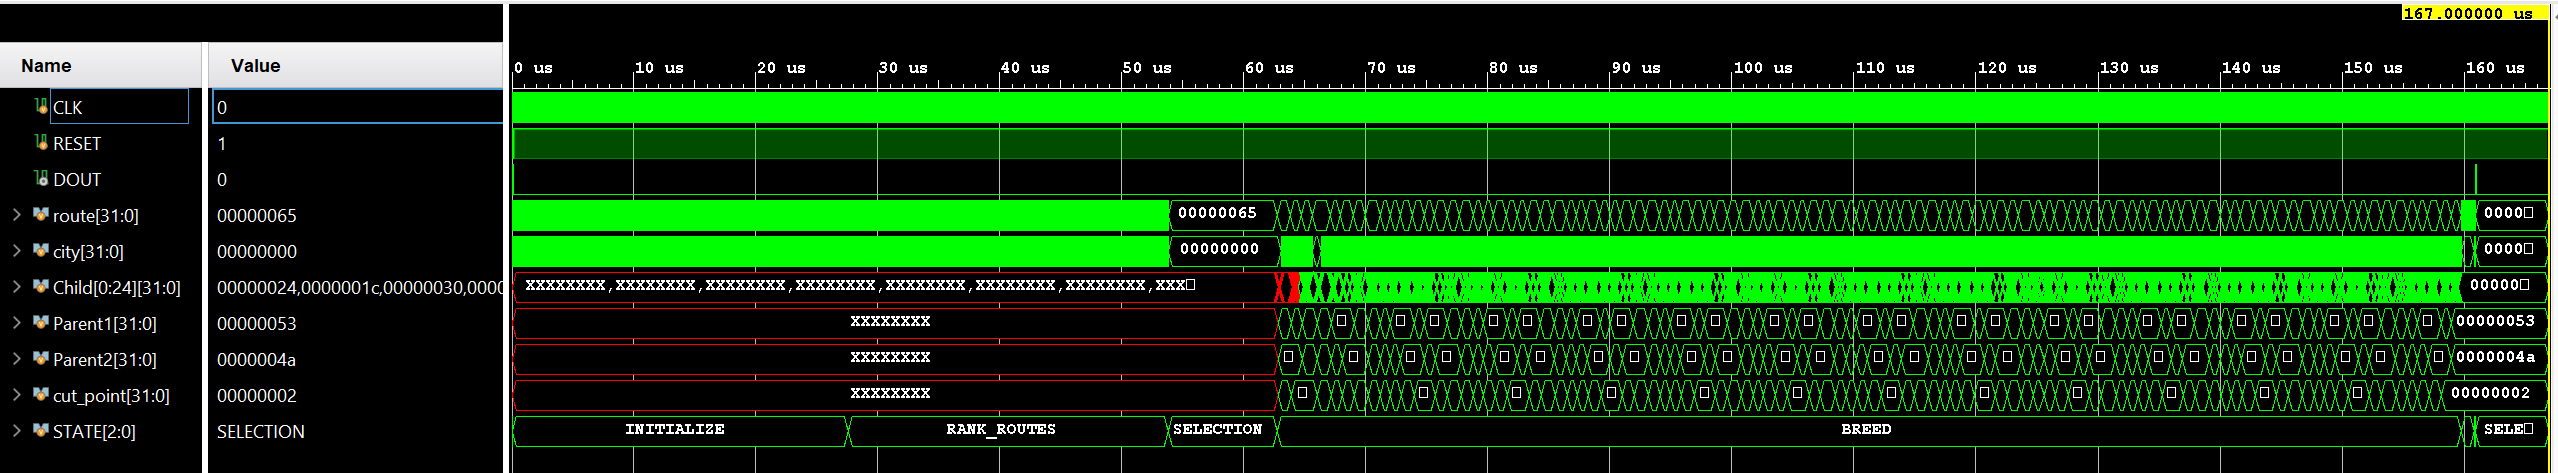 167.000000 us
Name Value
0 us 10 us 20 us 30 us 40 us 50 us 60 us 70 us 80 us 90 us 100 us 110 us 120 us 130 us 140 us 150 us 160 us
CLK 0
RESET 1
DOUT 0
route[31:0] 00000065 00000065 0000
city[31:0] 00000000 00000000 0000
Child[0:24][31:0] 00000024,0000001c,00000030,0000 XXXXXXXX,XXXXXXXX,XXXXXXXX,XXXXXXXX,XXXXXXXX,XXXXXXXX,XXXXXXXX,XXX 00000
Parent1[31:0] 00000053 XXXXXXXX 00000053
Parent2[31:0] 0000004a XXXXXXXX 0000004a
cut_point[31:0] 00000002 XXXXXXXX 00000002
STATE[2:0] SELECTION INITIALIZE RANK_ROUTES SELECTION BREED SELE